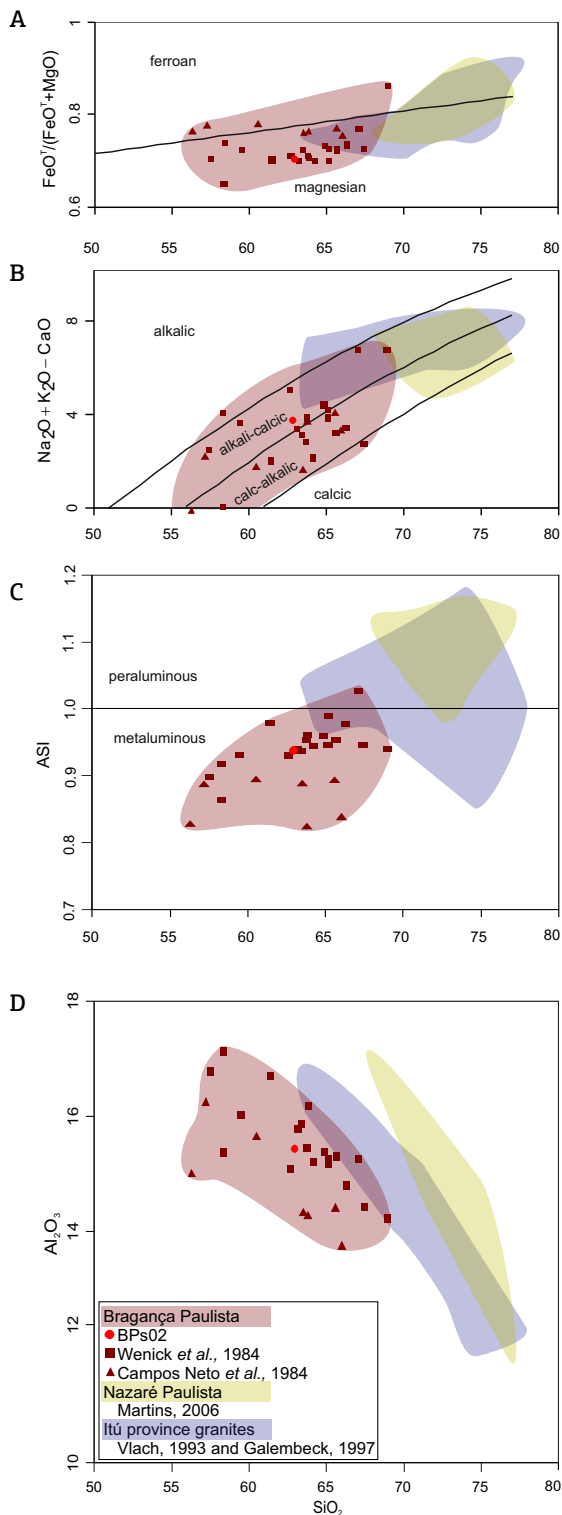 A
FeOᵀ/(FeOᵀ+MgO)
1
0.8
0.6
ferroan
magnesian
50 55 60 65 70 75 80
B
Na₂O + K₂O – CaO
8
4
0
alkalic
alkali-calcic
calc-alkalic
calcic
50 55 60 65 70 75 80
C
ASI
1.2
1.1
1.0
0.9
0.8
0.7
peraluminous
metaluminous
50 55 60 65 70 75 80
D
Al₂O₃
18
16
14
12
10
Bragança Paulista
BPs02
Wenick et al., 1984
Campos Neto et al., 1984
Nazaré Paulista
Martins, 2006
Itú province granites
Vlach, 1993 and Galembeck, 1997
50 55 60 65 70 75 80
SiO₂